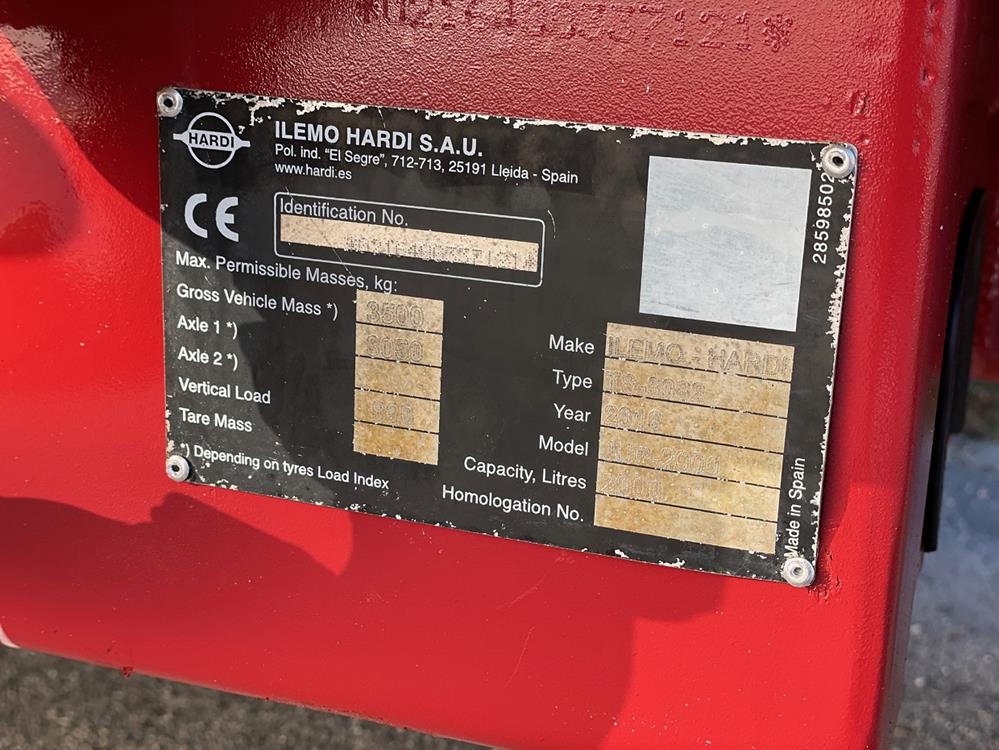 HARDI
ILEMO HARDI S.A.U.
Pol. ind. "El Segre", 712-713, 25191 Lleida - Spain
www.hardi.es
28598502
CE
Identification No.
Max. Permissible Masses, kg:
Gross Vehicle Mass *) 3500
Axle 1 *)
Axle 2 *)
Vertical Load
Tare Mass
*) Depending on tyres Load Index
Make ILEMO - HARDI
Type
Year 2016
Model
Capacity, Litres 2000
Homologation No.
Made in Spain